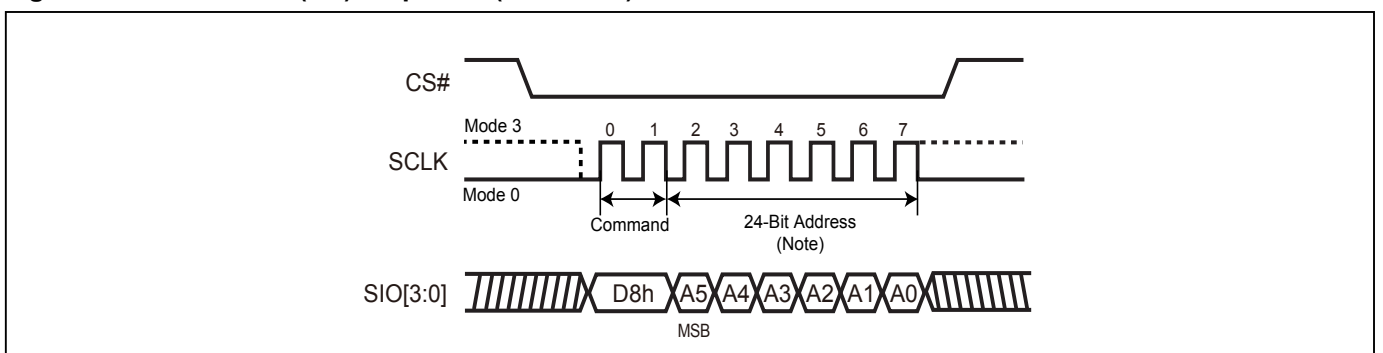 CS#
Mode 3
0 1 2 3 4 5 6 7
SCLK
Mode 0
Command
24-Bit Address
(Note)
SIO[3:0]
D8h A5 A4 A3 A2 A1 A0
MSB